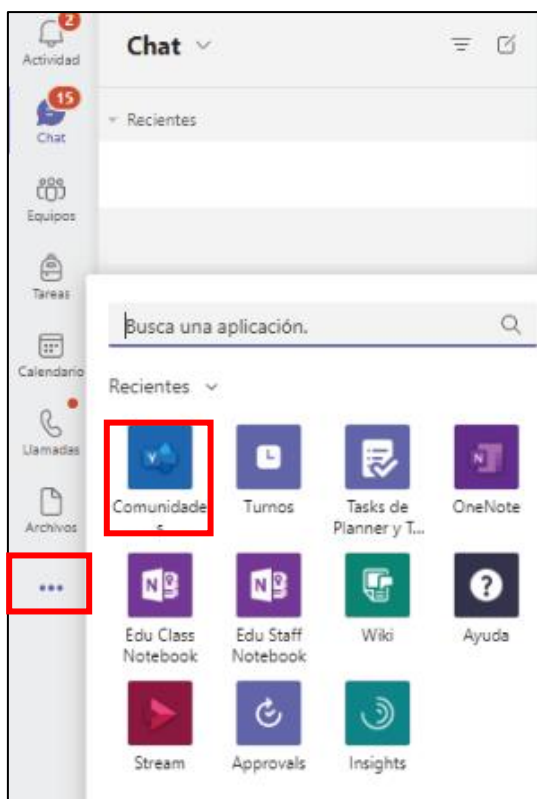 2
Actividad
15
Chat
Equipos
Tareas
Calendario
Llamadas
Archivos
Chat
Recientes
Busca una aplicación.
Recientes
Comunidade
s
Turnos
Tasks de
Planner y T...
OneNote
Edu Class
Notebook
Edu Staff
Notebook
Wiki
Ayuda
Stream
Approvals
Insights